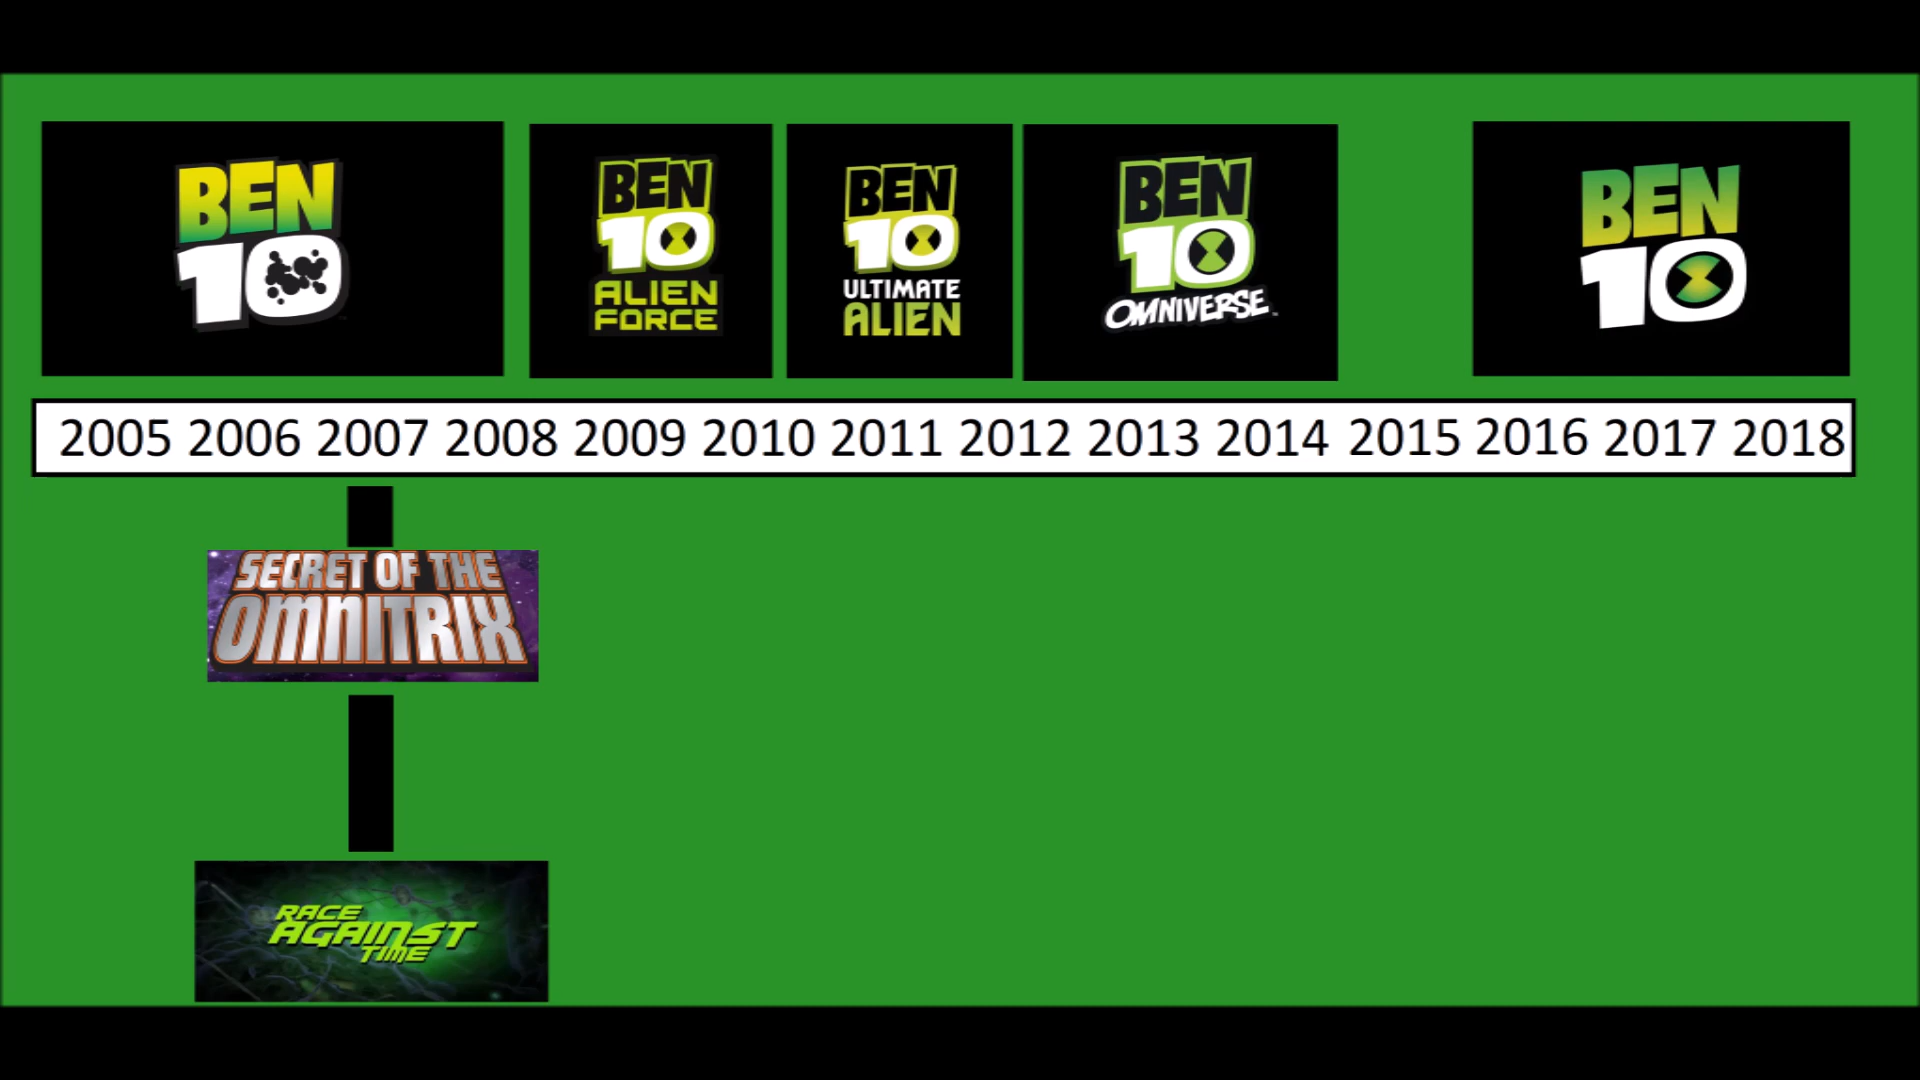 BEN
10
BEN
10
ALIEN
FORCE
BEN
10
ULTIMATE
ALIEN
BEN
10
OMNIVERSE
BEN
10
2005 2006 2007 2008 2009 2010 2011 2012 2013 2014 2015 2016 2017 2018
SECRET OF THE
OMNITRIX
RACE
AGAINST
TIME